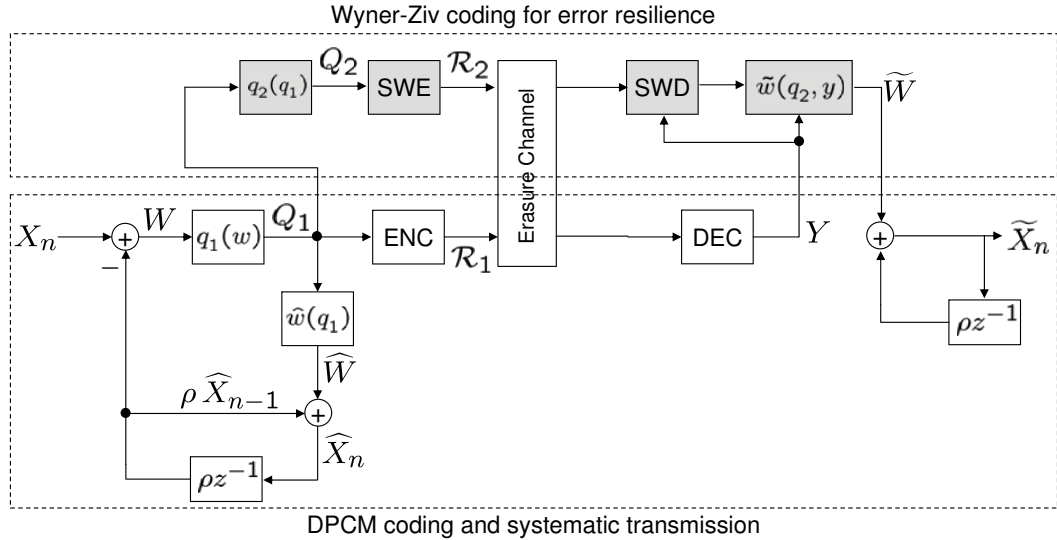 Wyner-Ziv coding for error resilience
q₂(q₁)
Q₂
SWE
R₂
Erasure Channel
SWD
w̃(q₂, y)
W̃
Xₙ
+
−
W
q₁(w)
Q₁
ENC
R₁
DEC
Y
+
X̃ₙ
ρz⁻¹
ŵ(q₁)
Ŵ
ρ X̂ₙ₋₁
+
X̂ₙ
ρz⁻¹
DPCM coding and systematic transmission